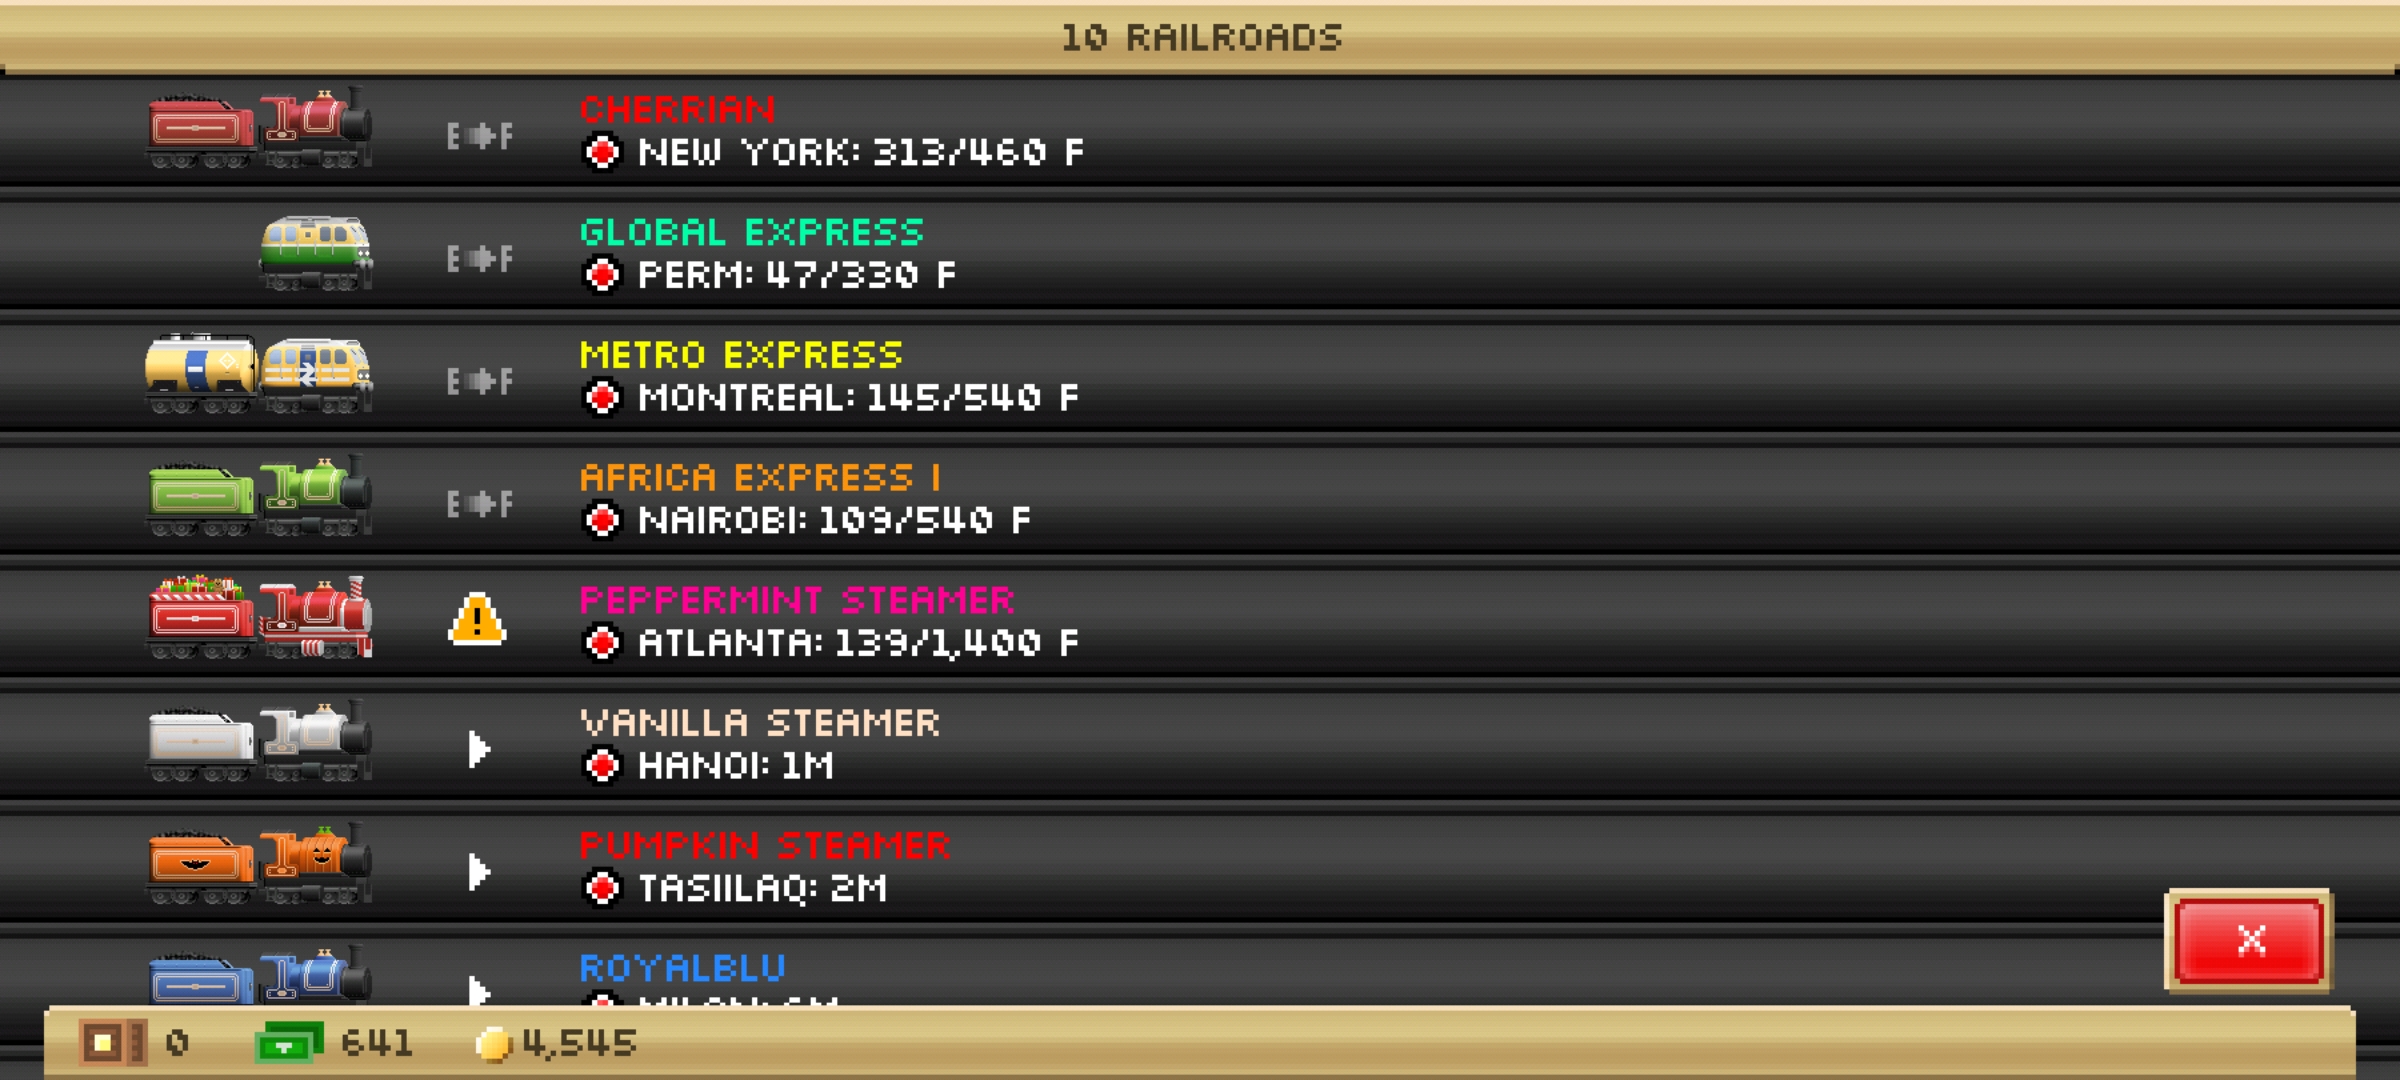 10 RAILROADS
CHERRIAN
E F
NEW YORK: 313/460 F
GLOBAL EXPRESS
E F
PERM: 47/330 F
METRO EXPRESS
E F
MONTREAL: 145/540 F
AFRICA EXPRESS I
E F
NAIROBI: 109/540 F
PEPPERMINT STEAMER
!
ATLANTA: 139/1,400 F
VANILLA STEAMER
HANOI: 1M
PUMPKIN STEAMER
TASIILAQ: 2M
X
ROYALBLU
0 641 4,545